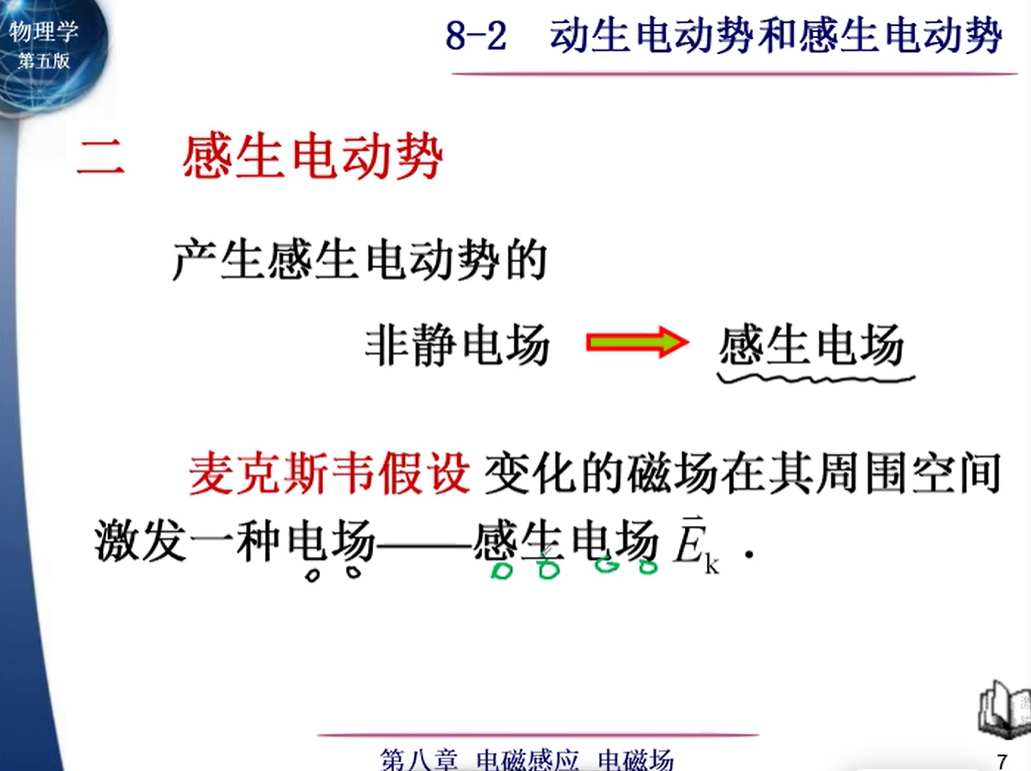 物理学
第五版
8-2 动生电动势和感生电动势
二 感生电动势
产生感生电动势的
非静电场 感生电场
麦克斯韦假设 变化的磁场在其周围空间
激发一种电场——感生电场 E⃗k .
第八章 电磁感应 电磁场
7